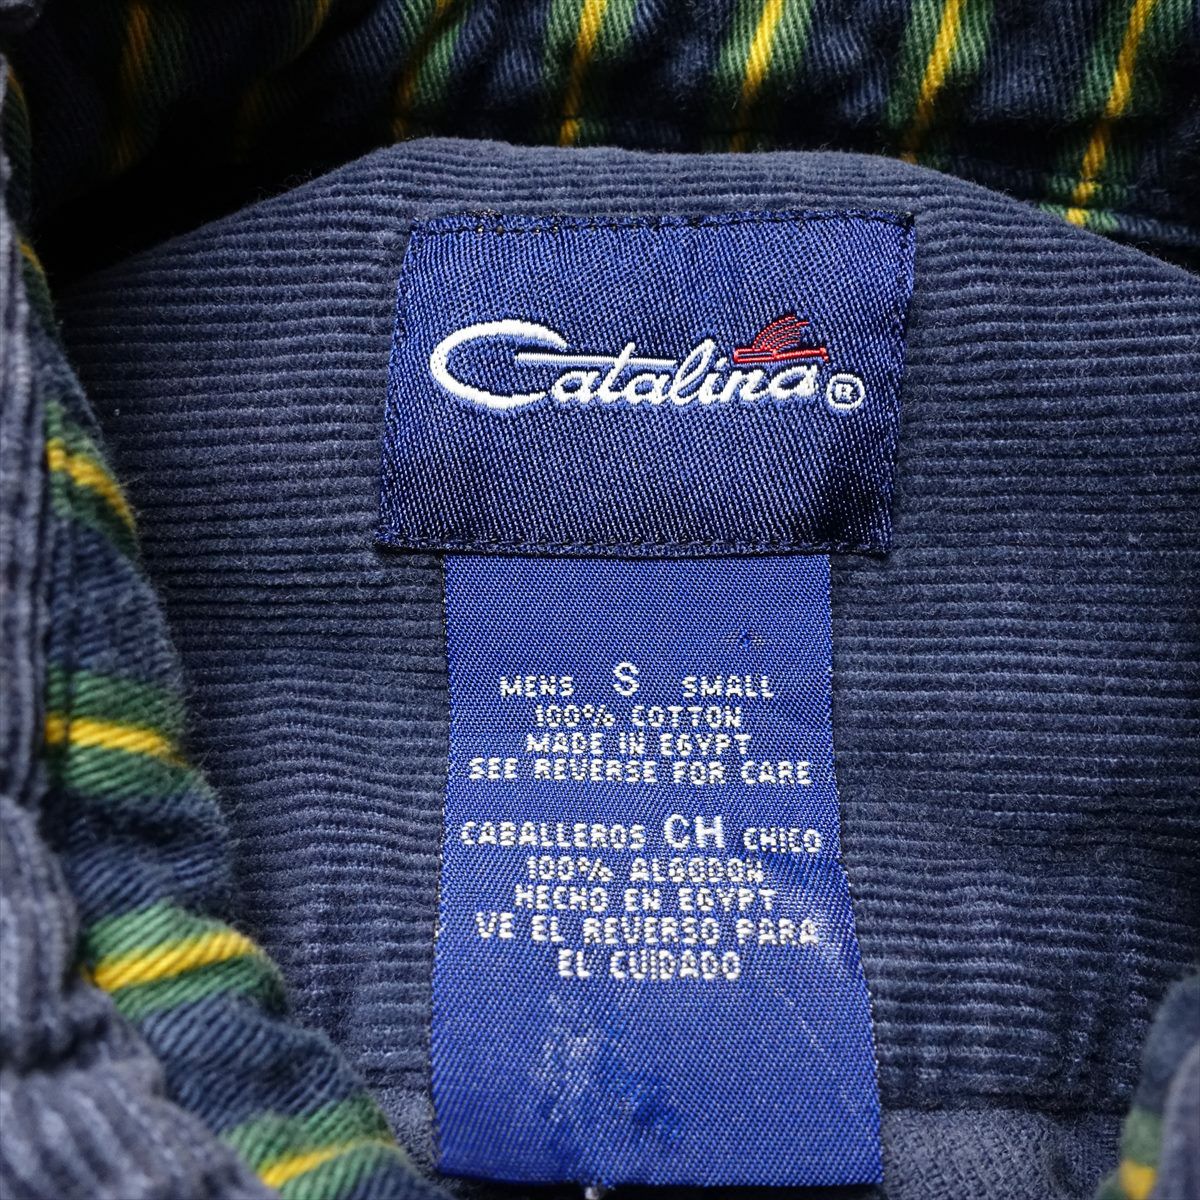 Catalina®
MENS S SMALL
100% COTTON
MADE IN EGYPT
SEE REVERSE FOR CARE
CABALLEROS CH CHICO
100% ALGODON
HECHO EN EGYPT
VE EL REVERSO PARA
EL CUIDADO